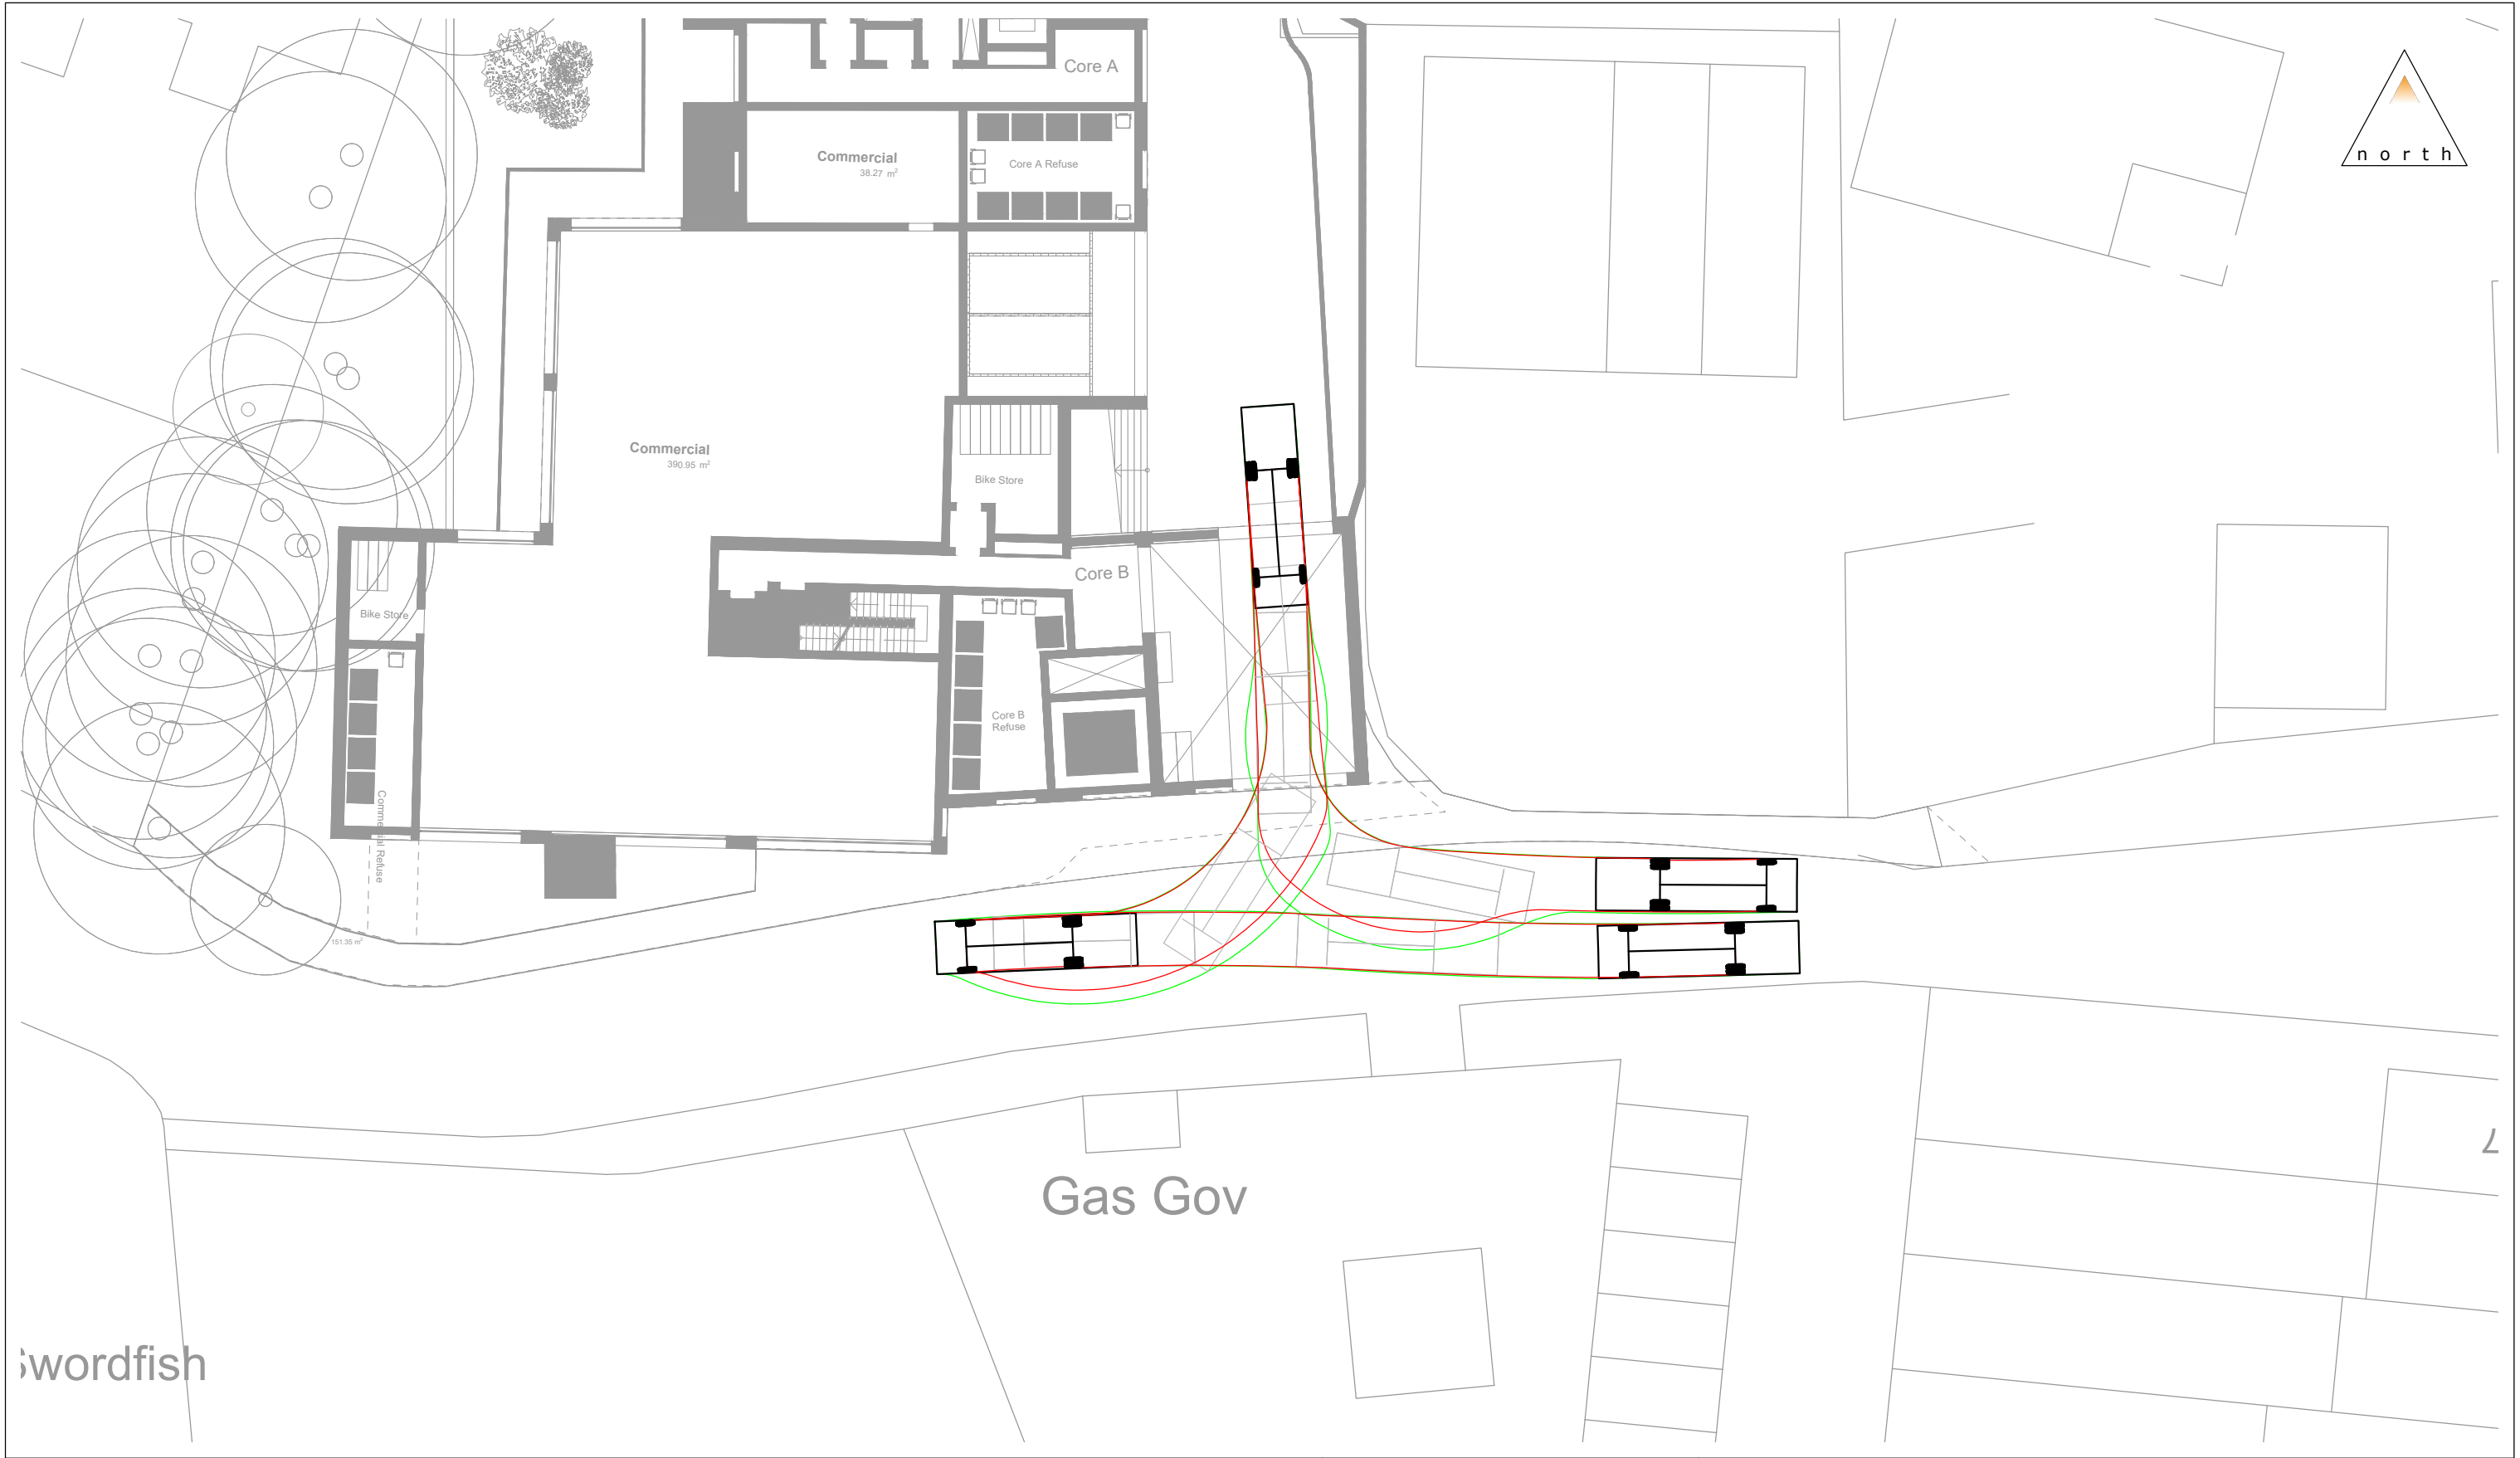 Core A
north
Commercial
38.27 m²
Core A Refuse
Commercial
390.95 m²
Bike Store
Core B
Bike Store
Core B
Refuse
Commercial Refuse
151.35 m²
Gas Gov
Swordfish